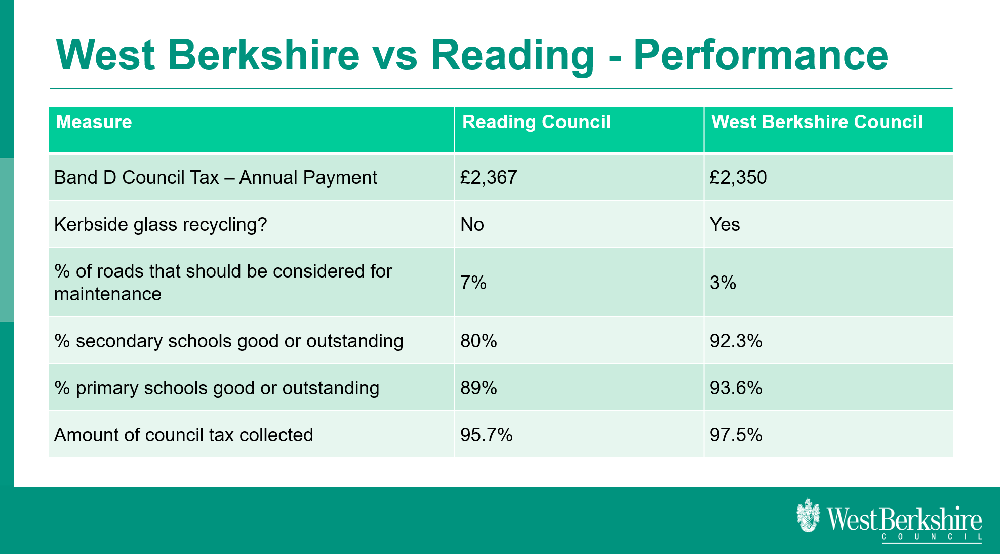 West Berkshire vs Reading - Performance
Measure
Reading Council
West Berkshire Council
Band D Council Tax – Annual Payment
£2,367
£2,350
Kerbside glass recycling?
No
Yes
% of roads that should be considered for
maintenance
7%
3%
% secondary schools good or outstanding
80%
92.3%
% primary schools good or outstanding
89%
93.6%
Amount of council tax collected
95.7%
97.5%
WestBerkshire
COUNCIL